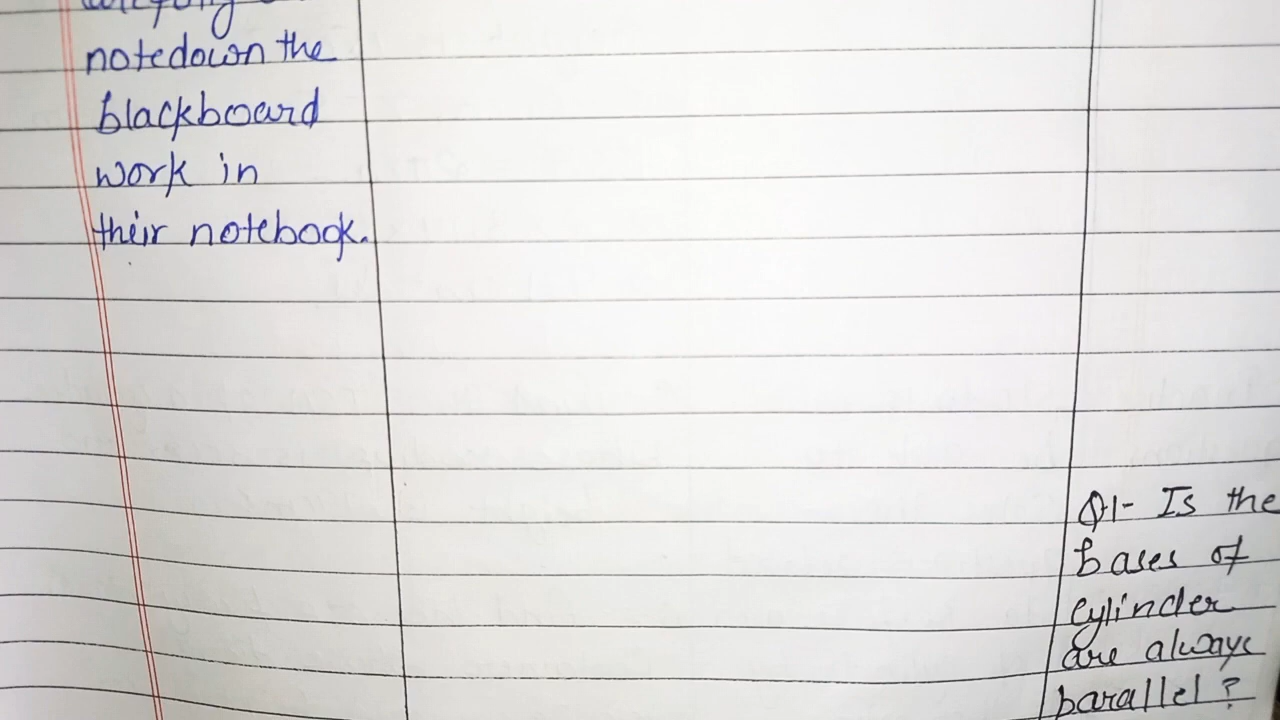 notedown the
blackboard
work in
their notebook.
Q1- Is the
bases of
cylinder
are always
parallel?